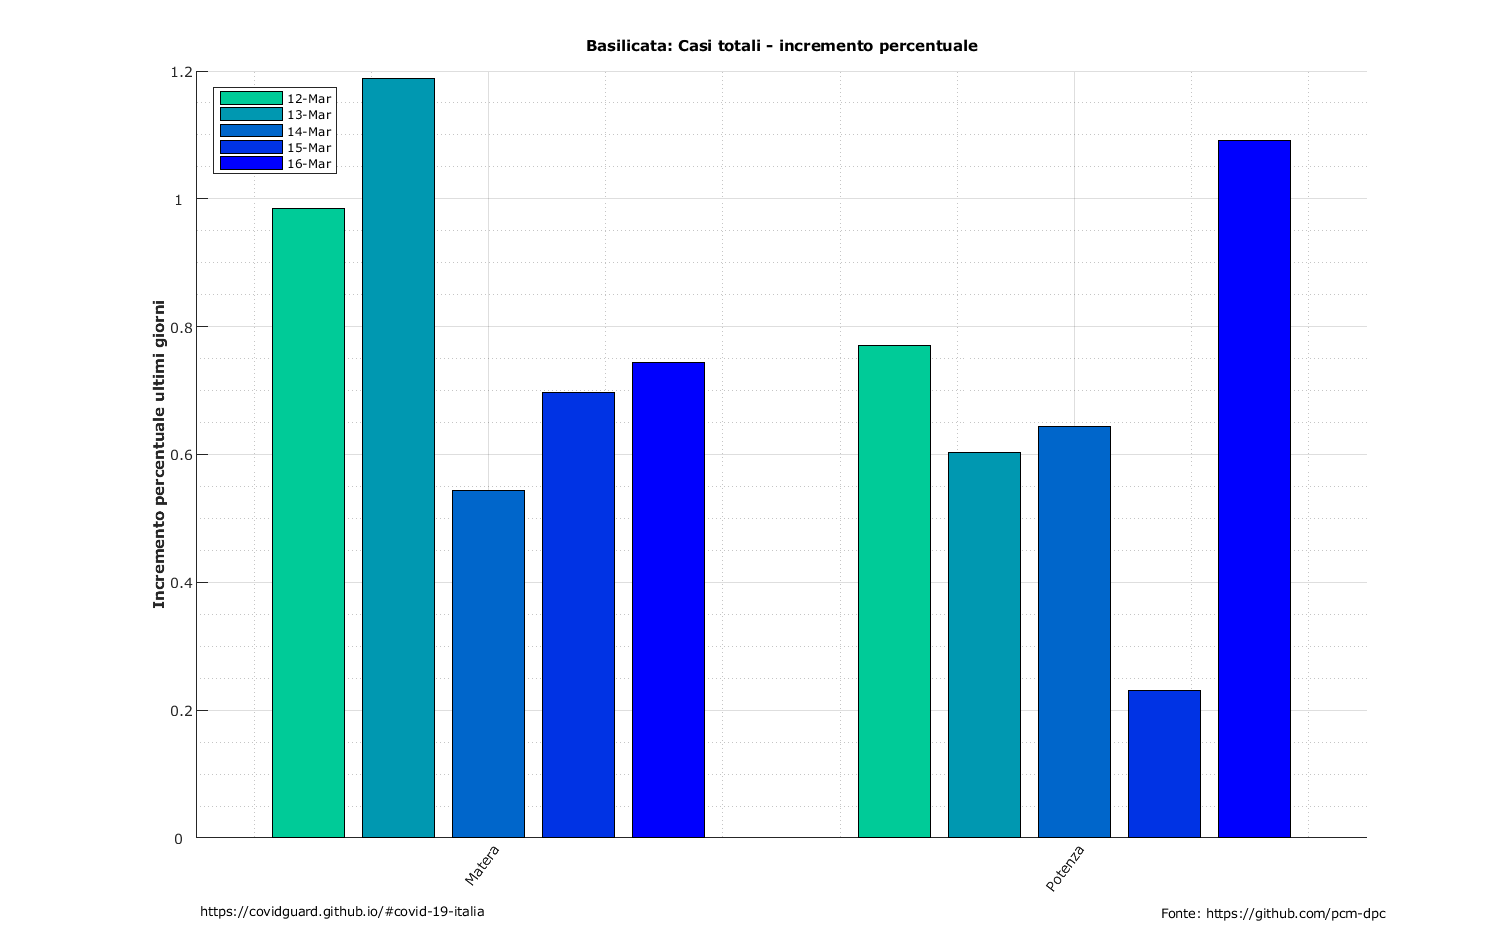 Basilicata: Casi totali - incremento percentuale
Incremento percentuale ultimi giorni
1.2
1
0.8
0.6
0.4
0.2
0
12-Mar
13-Mar
14-Mar
15-Mar
16-Mar
Matera
Potenza
https://covidguard.github.io/#covid-19-italia
Fonte: https://github.com/pcm-dpc